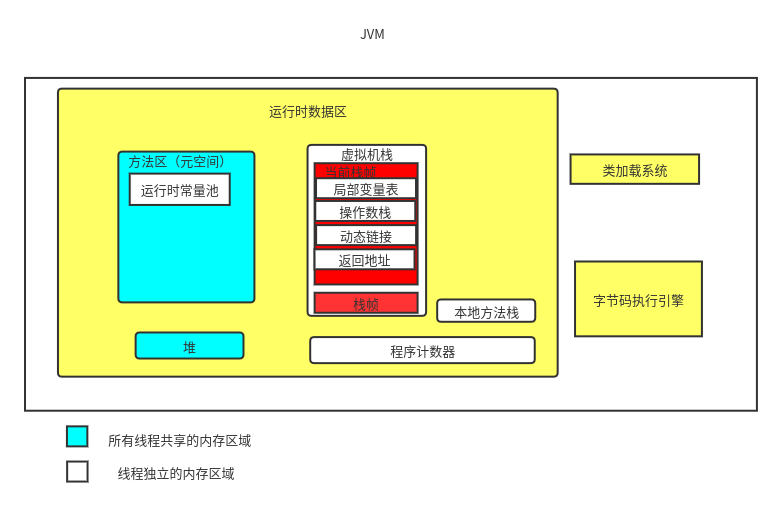 JVM
运行时数据区
方法区（元空间）
运行时常量池
堆
虚拟机栈
当前栈帧
局部变量表
操作数栈
动态链接
返回地址
栈帧
本地方法栈
程序计数器
类加载系统
字节码执行引擎
所有线程共享的内存区域
线程独立的内存区域